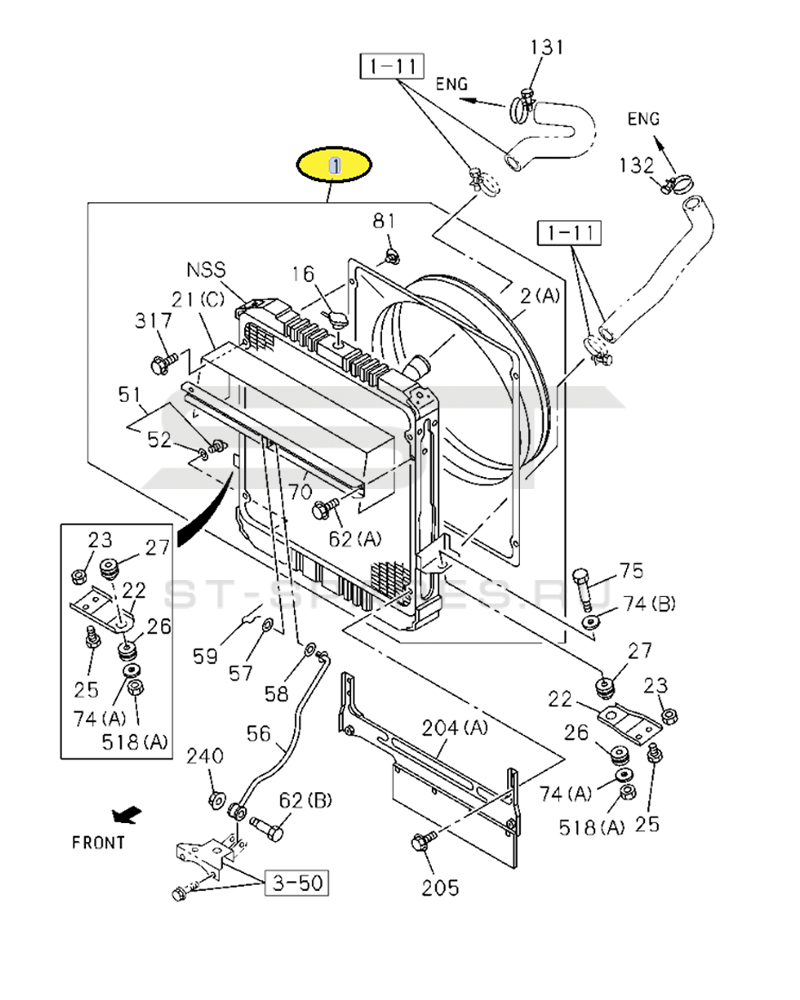 131
1-11
ENG
ENG
132
1
1-11
81
NSS
16
2(A)
21(C)
317
51
52
70
62(A)
23
27
75
ST-SPARES.RU
22
74(B)
26
59
57
27
25
58
22
23
74(A)
56
204(A)
26
518(A)
240
74(A)
62(B)
518(A)
25
FRONT
3-50
205